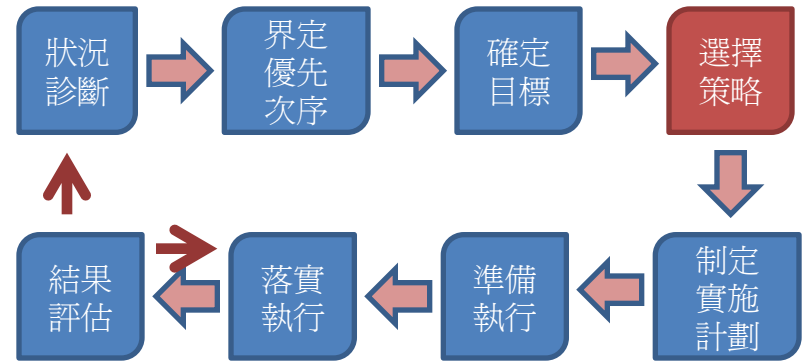 狀況
診斷
界定
優先
次序
確定
目標
選擇
策略
制定
實施
計劃
準備
執行
落實
執行
結果
評估